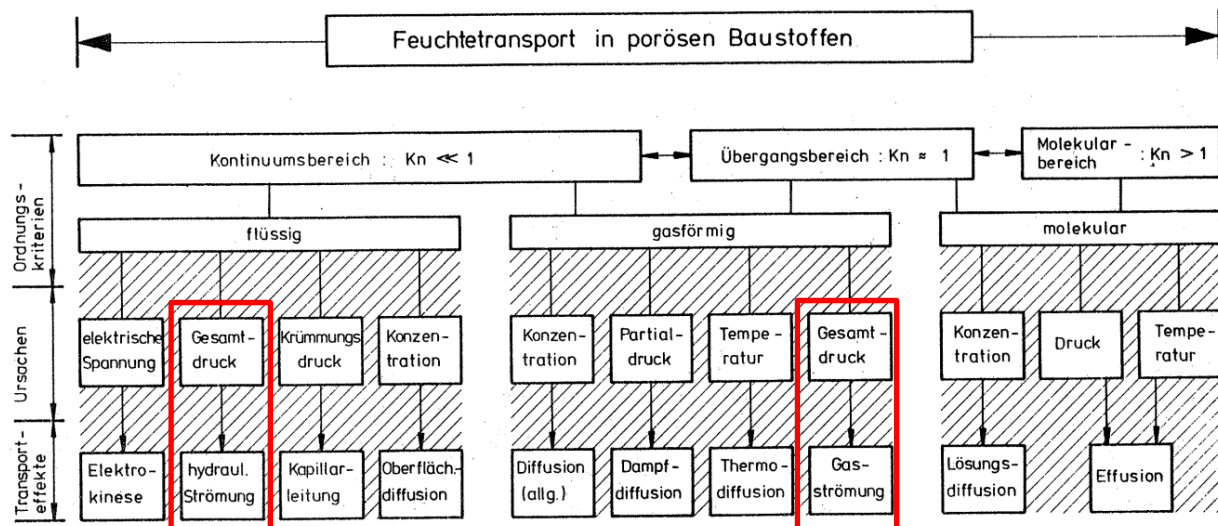 Feuchtetransport in porösen Baustoffen
Ordnungs-
kriterien
Kontinuumsbereich : Kn ≪ 1
Übergangsbereich : Kn ≈ 1
Molekular-
bereich : Kn > 1
flüssig
gasförmig
molekular
Ursachen
elektrische
Spannung
Gesamt-
druck
Krümmungs
druck
Konzen-
tration
Konzen-
tration
Partial-
druck
Tempe-
ratur
Gesamt-
druck
Konzen-
tration
Druck
Tempe-
ratur
Transport-
effekte
Elektro-
kinese
hydraul.
Strömung
Kapillar-
leitung
Oberfläch.-
diffusion
Diffusion
(allg.)
Dampf-
diffusion
Thermo-
diffusion
Gas-
strömung
Lösungs-
diffusion
Effusion